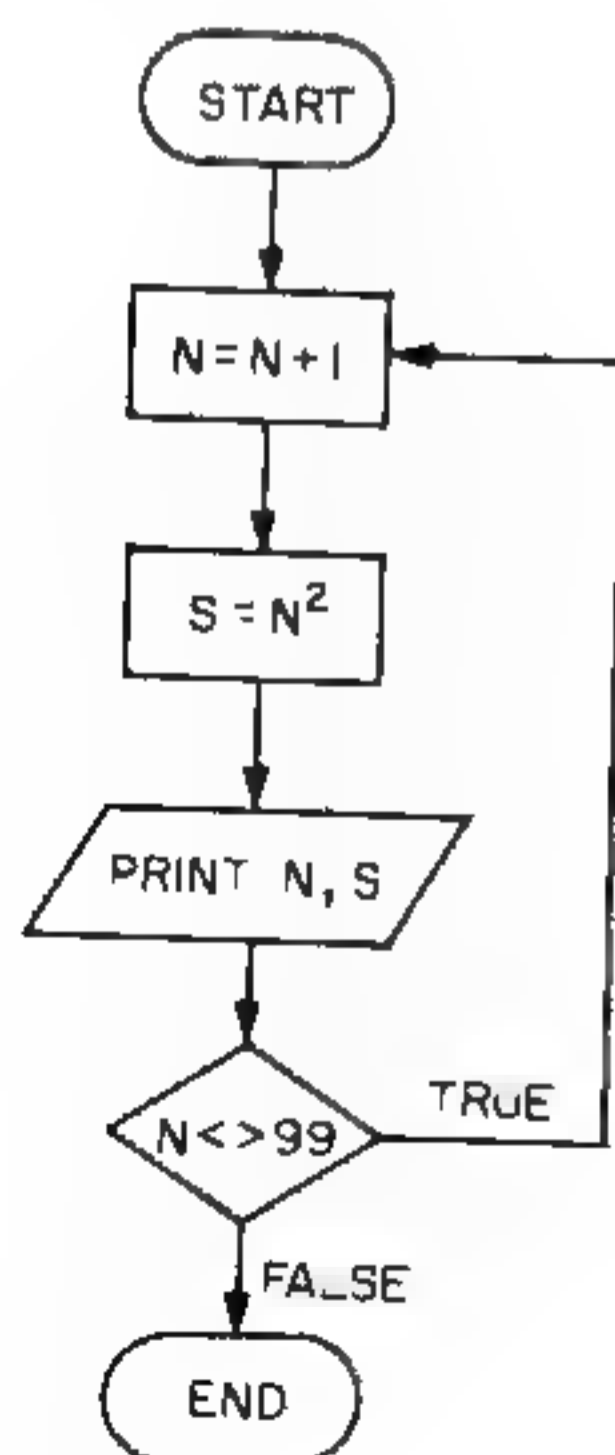 START
N=N+1
S=N²
PRINT N, S
N<>99
TRUE
FALSE
END